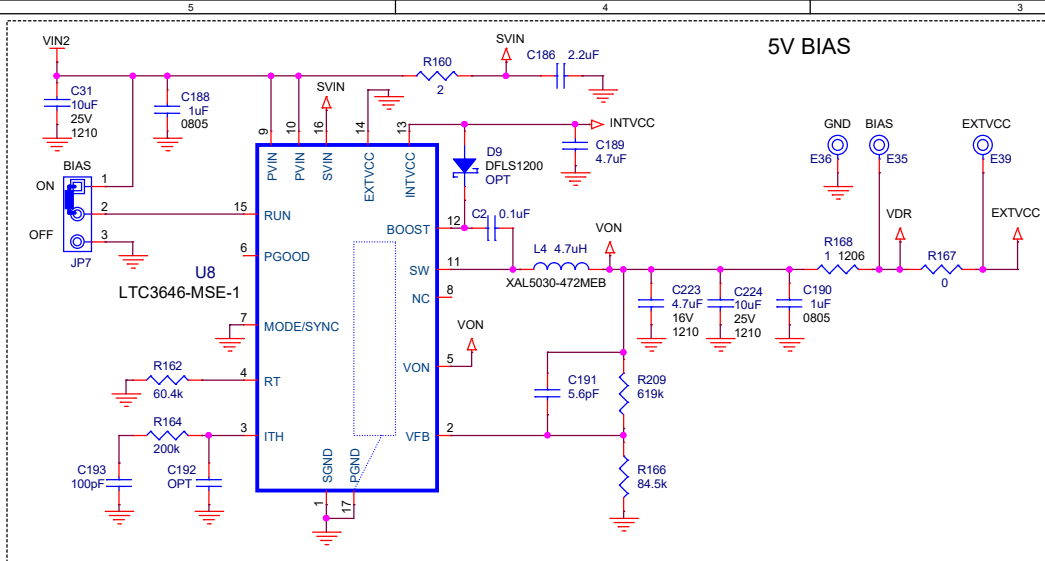 5
4
3
5V BIAS
VIN2
C31
10uF
25V
1210
C188
1uF
0805
R160
2
SVIN
C186
2.2uF
SVIN
INTVCC
C189
4.7uF
D9
DFLS1200
OPT
C2
0.1uF
BIAS
ON
OFF
1
2
3
JP7
9
10
16
14
13
PVIN
PVIN
SVIN
EXTVCC
INTVCC
15
RUN
6
PGOOD
U8
LTC3646-MSE-1
7
MODE/SYNC
4
RT
3
ITH
BOOST
12
SW
11
NC
8
VON
5
VFB
2
SGND
PGND
1
17
R162
60.4k
R164
200k
C193
100pF
C192
OPT
L4 4.7uH
XAL5030-472MEB
VON
VON
C223
4.7uF
16V
1210
C224
10uF
25V
1210
C190
1uF
0805
C191
5.6pF
R209
619k
R166
84.5k
R168
1 1206
VDR
R167
0
EXTVCC
GND
E36
BIAS
E35
EXTVCC
E39